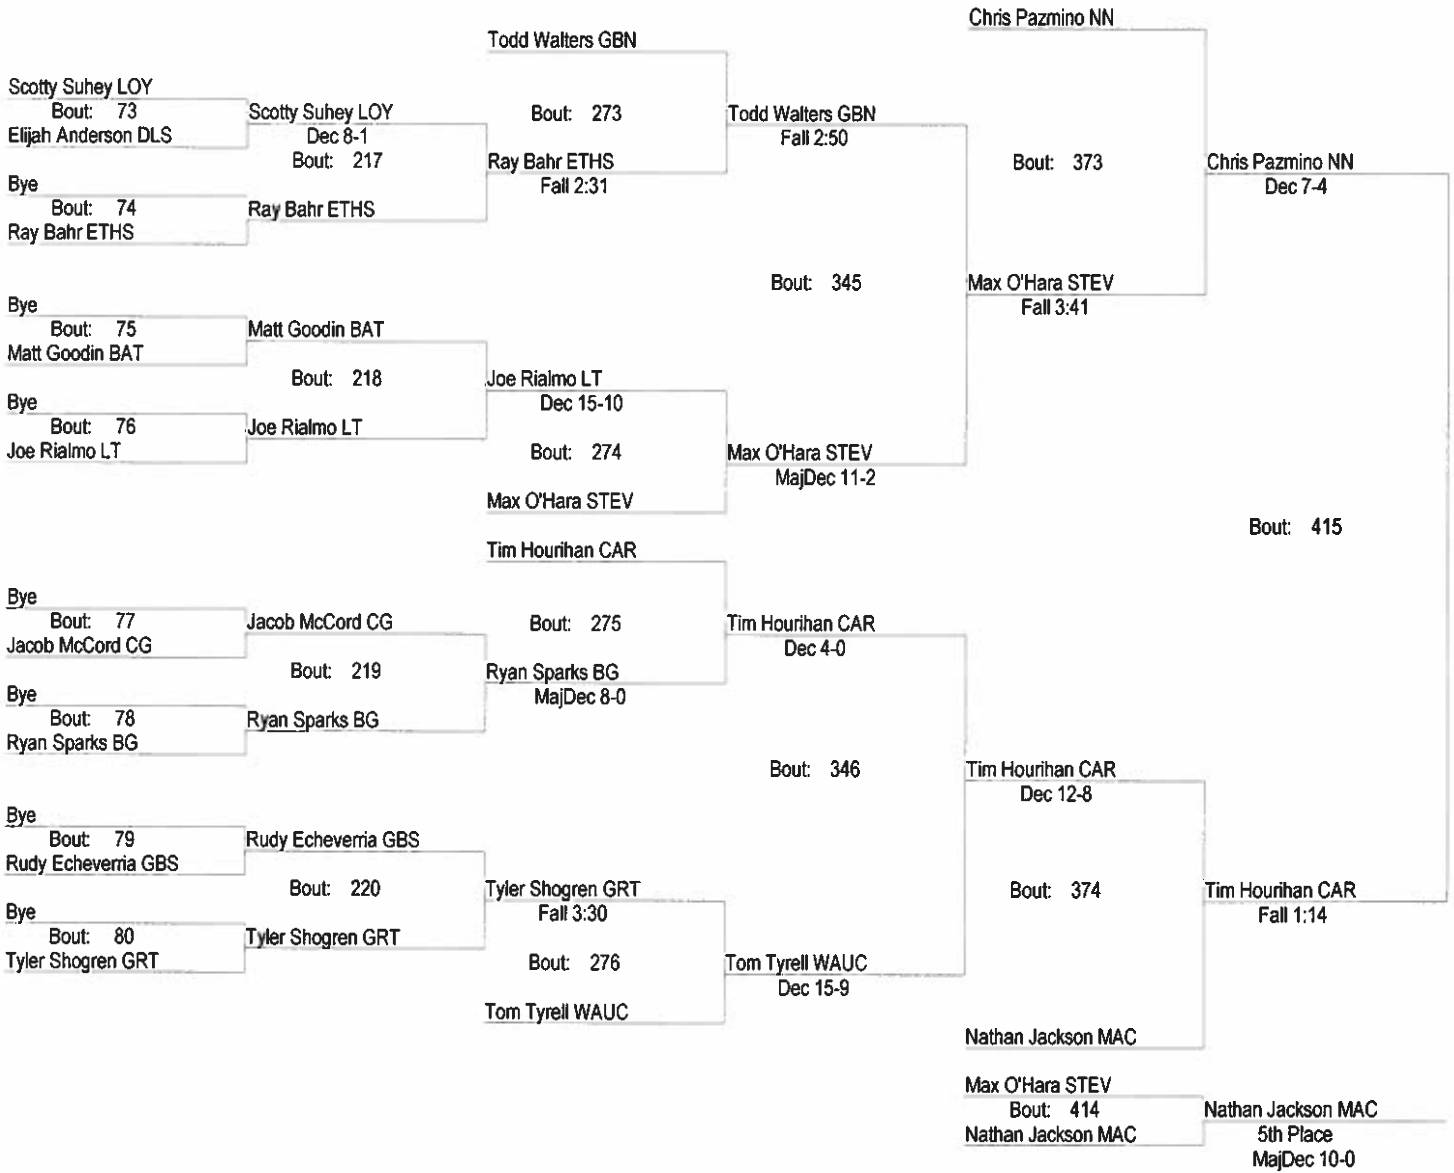 Chris Pazmino NN
Todd Walters GBN
Scotty Suhey LOY
Bout: 73
Elijah Anderson DLS
Scotty Suhey LOY
Dec 8-1
Bout: 217
Bout: 273
Todd Walters GBN
Fall 2:50
Bye
Bout: 74
Ray Bahr ETHS
Ray Bahr ETHS
Ray Bahr ETHS
Fall 2:31
Bout: 373
Chris Pazmino NN
Dec 7-4
Bye
Bout: 75
Matt Goodin BAT
Matt Goodin BAT
Bout: 345
Max O'Hara STEV
Fall 3:41
Bout: 218
Joe Rialmo LT
Dec 15-10
Bye
Bout: 76
Joe Rialmo LT
Joe Rialmo LT
Bout: 274
Max O'Hara STEV
MajDec 11-2
Max O'Hara STEV
Bout: 415
Tim Hourihan CAR
Bye
Bout: 77
Jacob McCord CG
Jacob McCord CG
Bout: 275
Tim Hourihan CAR
Dec 4-0
Bout: 219
Ryan Sparks BG
MajDec 8-0
Bye
Bout: 78
Ryan Sparks BG
Ryan Sparks BG
Bout: 346
Tim Hourihan CAR
Dec 12-8
Bye
Bout: 79
Rudy Echeverria GBS
Rudy Echeverria GBS
Bout: 220
Tyler Shogren GRT
Fall 3:30
Bout: 374
Tim Hourihan CAR
Fall 1:14
Bye
Bout: 80
Tyler Shogren GRT
Tyler Shogren GRT
Bout: 276
Tom Tyrell WAUC
Dec 15-9
Tom Tyrell WAUC
Nathan Jackson MAC
Max O'Hara STEV
Bout: 414
Nathan Jackson MAC
Nathan Jackson MAC
5th Place
MajDec 10-0